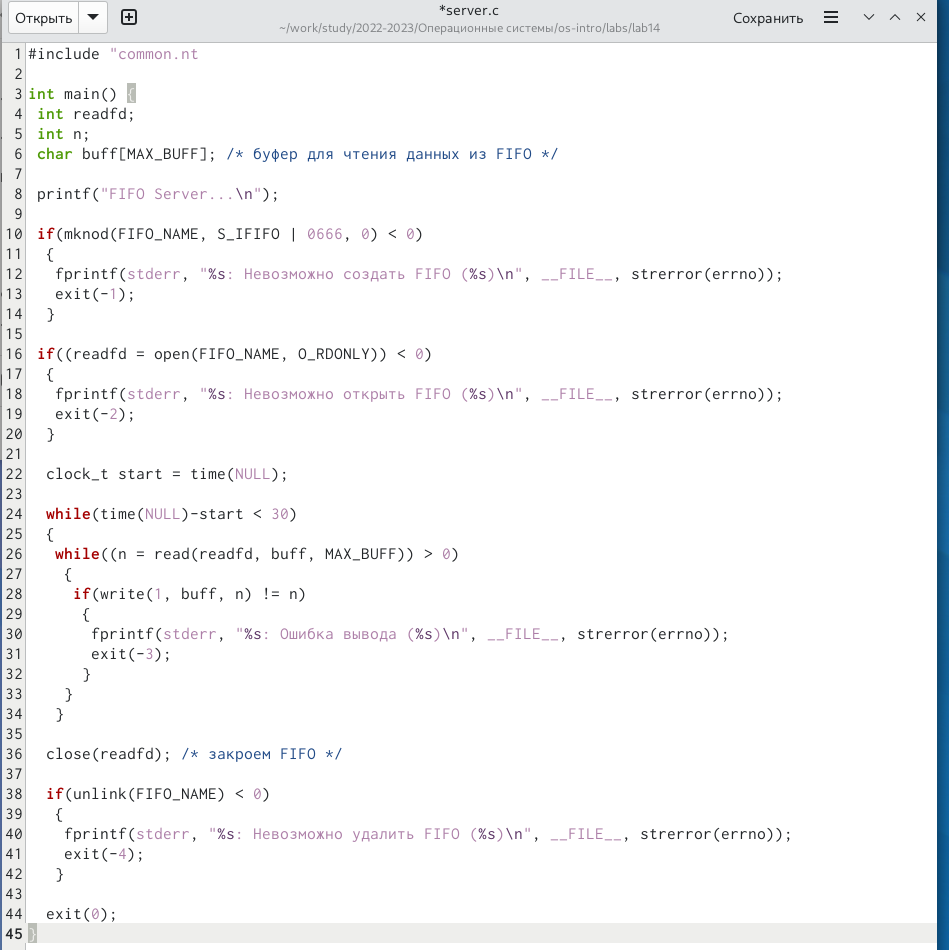 Открыть
*server.c
~/work/study/2022-2023/Операционные системы/os-intro/labs/lab14
Сохранить
1 #include "common.nt
2
3 int main() {
4  int readfd;
5  int n;
6  char buff[MAX_BUFF]; /* буфер для чтения данных из FIFO */
7
8  printf("FIFO Server...\n");
9
10  if(mknod(FIFO_NAME, S_IFIFO | 0666, 0) < 0)
11   {
12    fprintf(stderr, "%s: Невозможно создать FIFO (%s)\n", __FILE__, strerror(errno));
13    exit(-1);
14   }
15
16  if((readfd = open(FIFO_NAME, O_RDONLY)) < 0)
17   {
18    fprintf(stderr, "%s: Невозможно открыть FIFO (%s)\n", __FILE__, strerror(errno));
19    exit(-2);
20   }
21
22   clock_t start = time(NULL);
23
24   while(time(NULL)-start < 30)
25   {
26    while((n = read(readfd, buff, MAX_BUFF)) > 0)
27     {
28      if(write(1, buff, n) != n)
29       {
30        fprintf(stderr, "%s: Ошибка вывода (%s)\n", __FILE__, strerror(errno));
31        exit(-3);
32       }
33     }
34    }
35
36   close(readfd); /* закроем FIFO */
37
38   if(unlink(FIFO_NAME) < 0)
39    {
40     fprintf(stderr, "%s: Невозможно удалить FIFO (%s)\n", __FILE__, strerror(errno));
41     exit(-4);
42    }
43
44   exit(0);
45 }